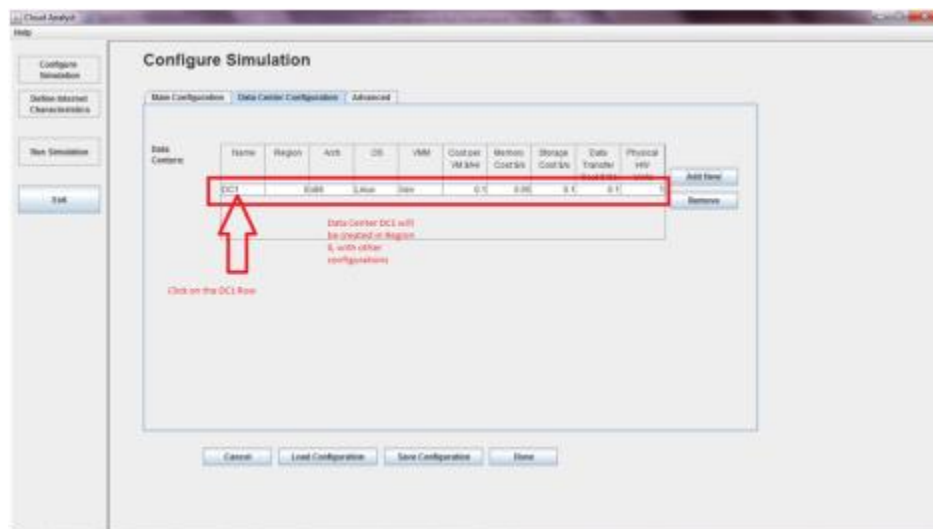 Cloud Analyst
Help
Configure Simulation
Configure
Simulation
Define Internet
Characteristics
Run Simulation
Exit
Main Configuration Data Center Configuration Advanced
Data
Centers:
Name Region Arch OS VMM Cost per
VM $/Hr Memory
Cost $/s Storage
Cost $/s Data
Transfer Physical
HW
DC1 0 x86 Linux Xen 0.1 0.05 0.1 0.1 1
Add New
Remove
Data Center DC1 will
be created in Region
with other
configurations
Click on the DC1 Row
Cancel Load Configuration Save Configuration Done